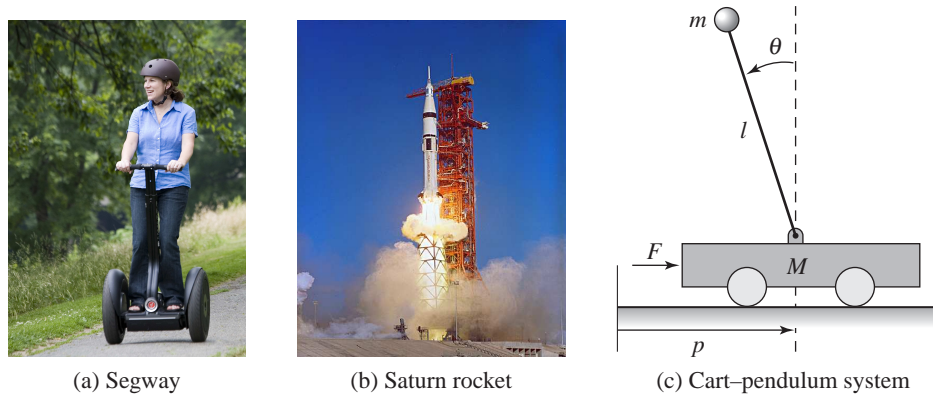 m
θ
l
F
M
p
(a) Segway
(b) Saturn rocket
(c) Cart–pendulum system